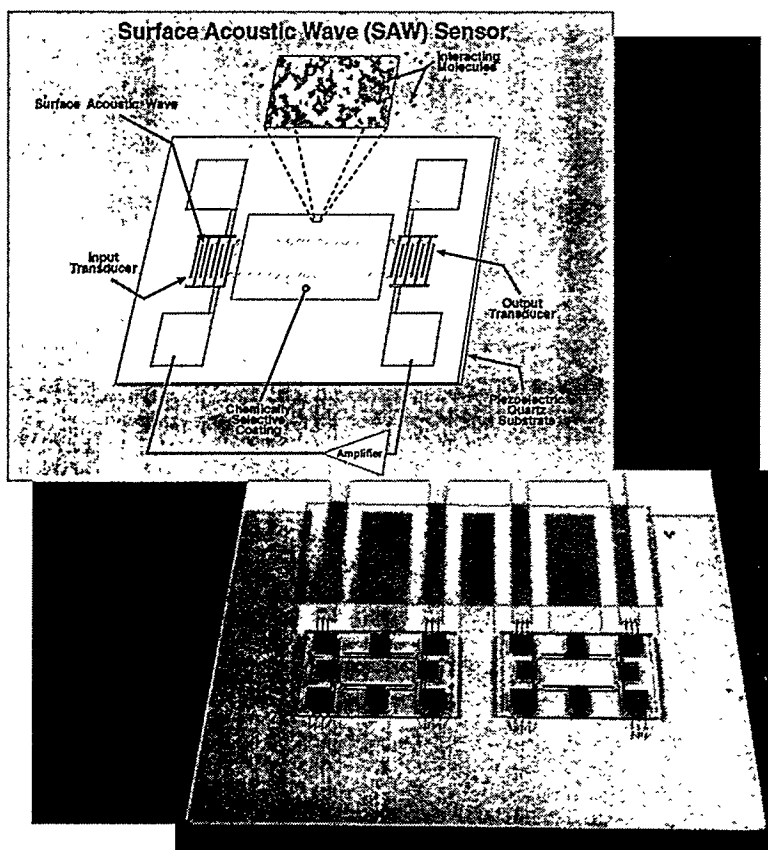 Surface Acoustic Wave (SAW) Sensor
Interacting
Molecules
Surface Acoustic Wave
Input
Transducer
Output
Transducer
Chemically
Selective
Coating
Piezoelectric
Quartz
Substrate
Amplifier